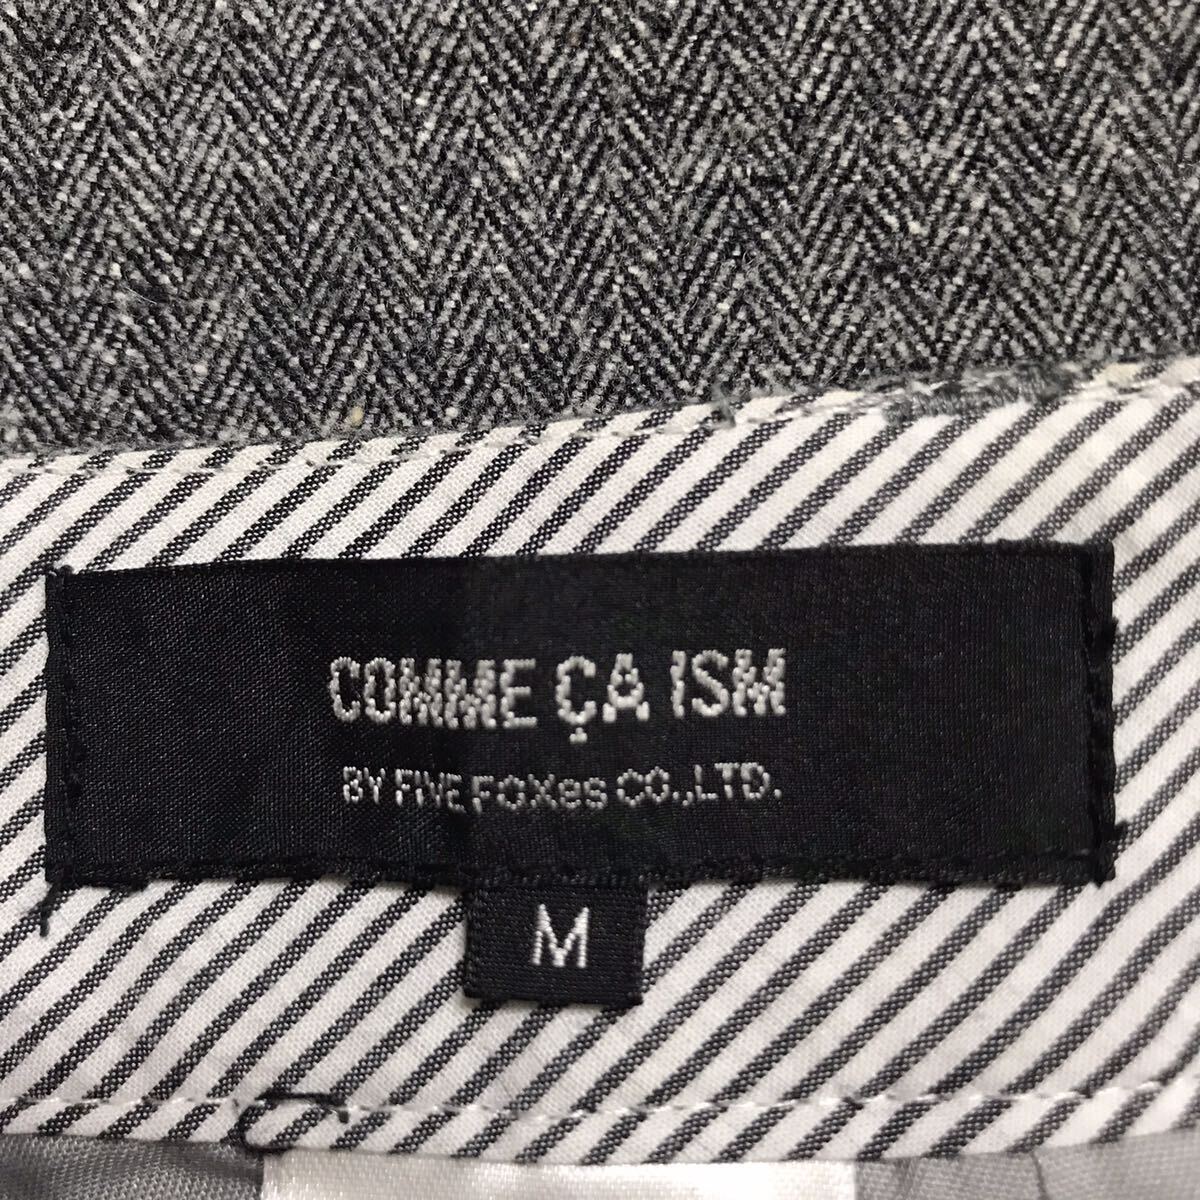 COMME ÇA ISM
BY FIVE FOXes CO.,LTD.
M